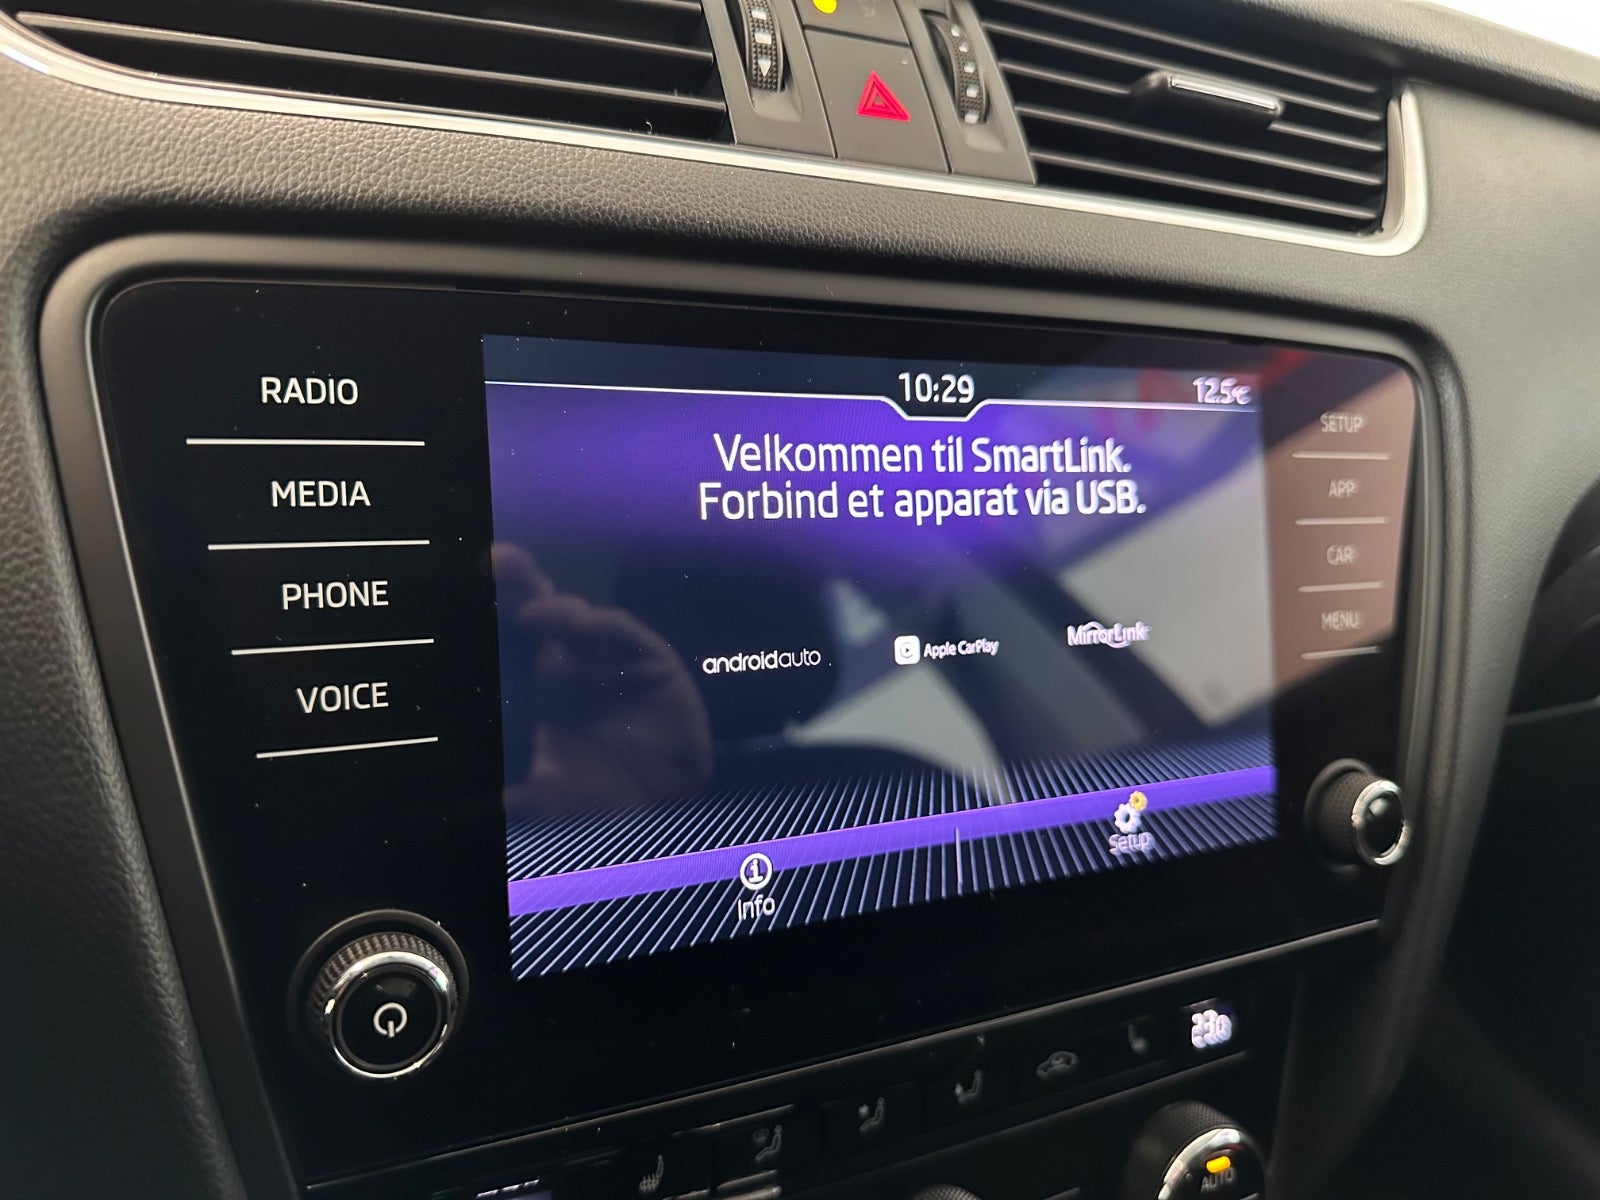 10:29
12.5°C
RADIO
MEDIA
PHONE
VOICE
Velkommen til SmartLink.
Forbind et apparat via USB.
androidauto
Apple CarPlay
MirrorLink
Info
Setup
SETUP
APP
CAR
MENU
AUTO